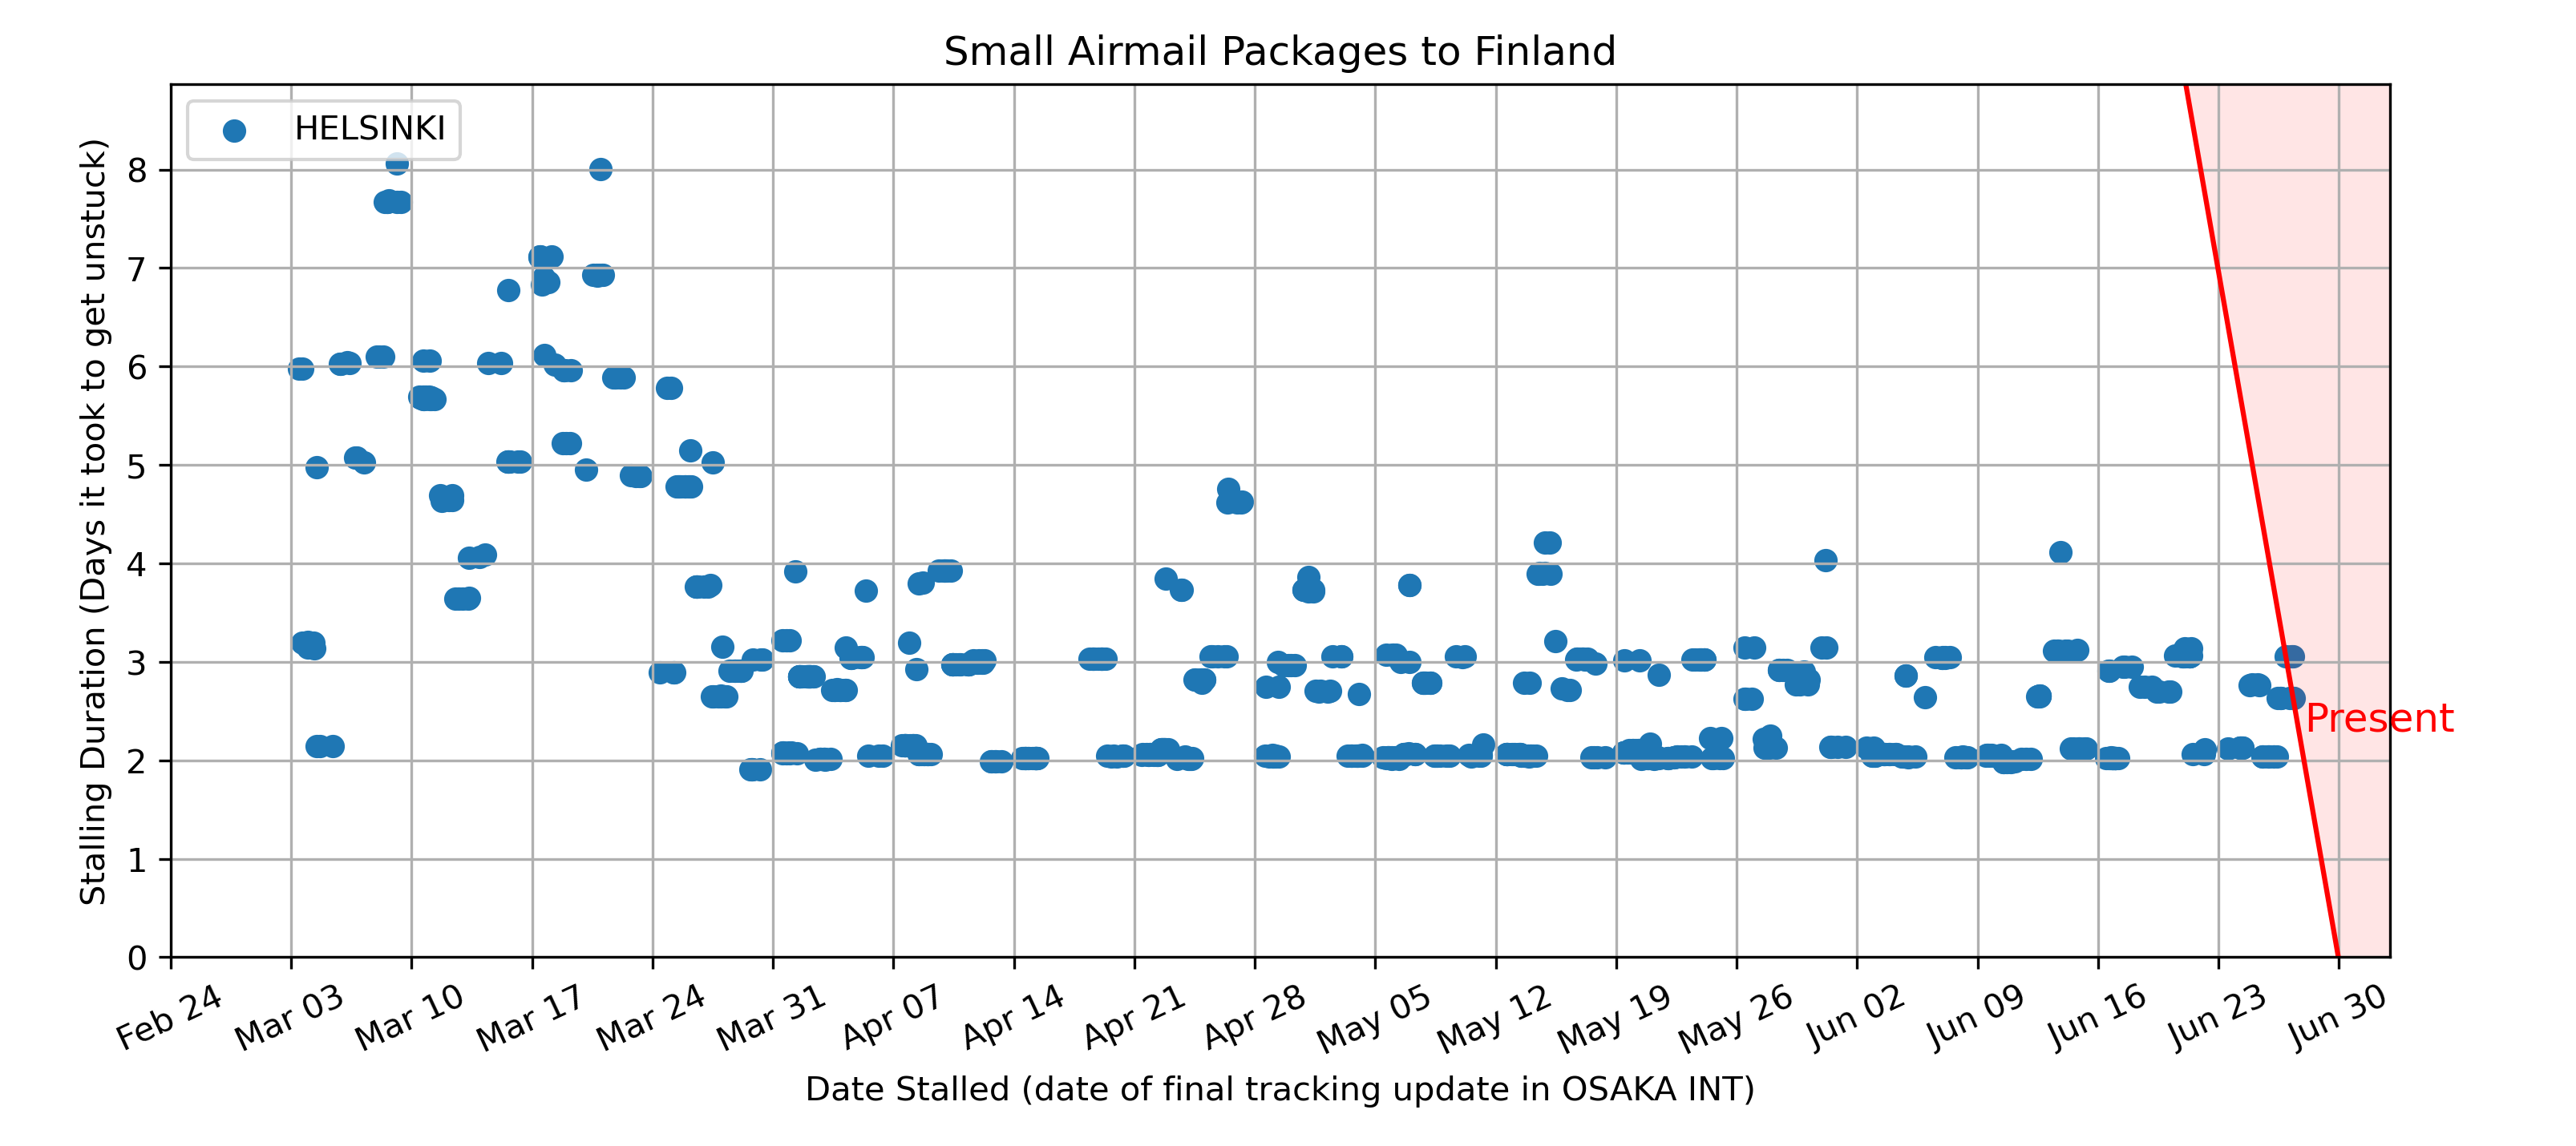 Small Airmail Packages to Finland
HELSINKI
Stalling Duration (Days it took to get unstuck)
8
7
6
5
4
3
2
1
0
Present
Feb 24
Mar 03
Mar 10
Mar 17
Mar 24
Mar 31
Apr 07
Apr 14
Apr 21
Apr 28
May 05
May 12
May 19
May 26
Jun 02
Jun 09
Jun 16
Jun 23
Jun 30
Date Stalled (date of final tracking update in OSAKA INT)